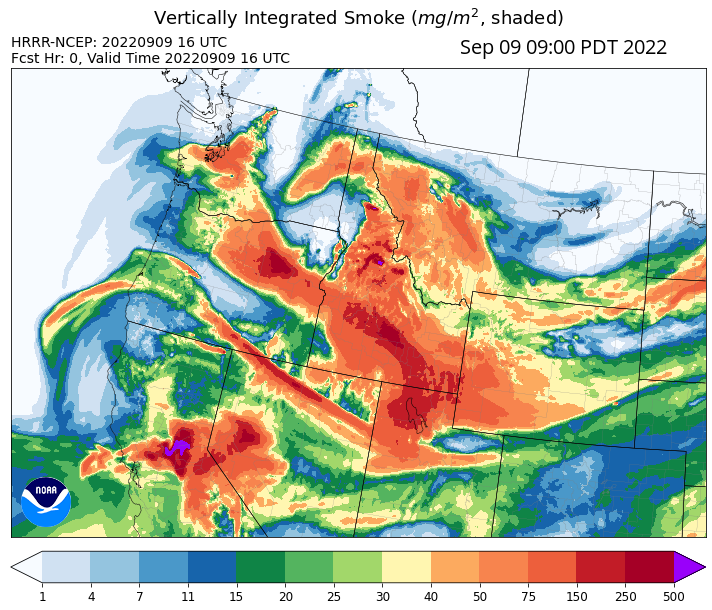 Vertically Integrated Smoke (mg/m², shaded)
HRRR-NCEP: 20220909 16 UTC
Fcst Hr: 0, Valid Time 20220909 16 UTC
Sep 09 09:00 PDT 2022
NOAA
1 4 7 11 15 20 25 30 40 50 75 150 250 500